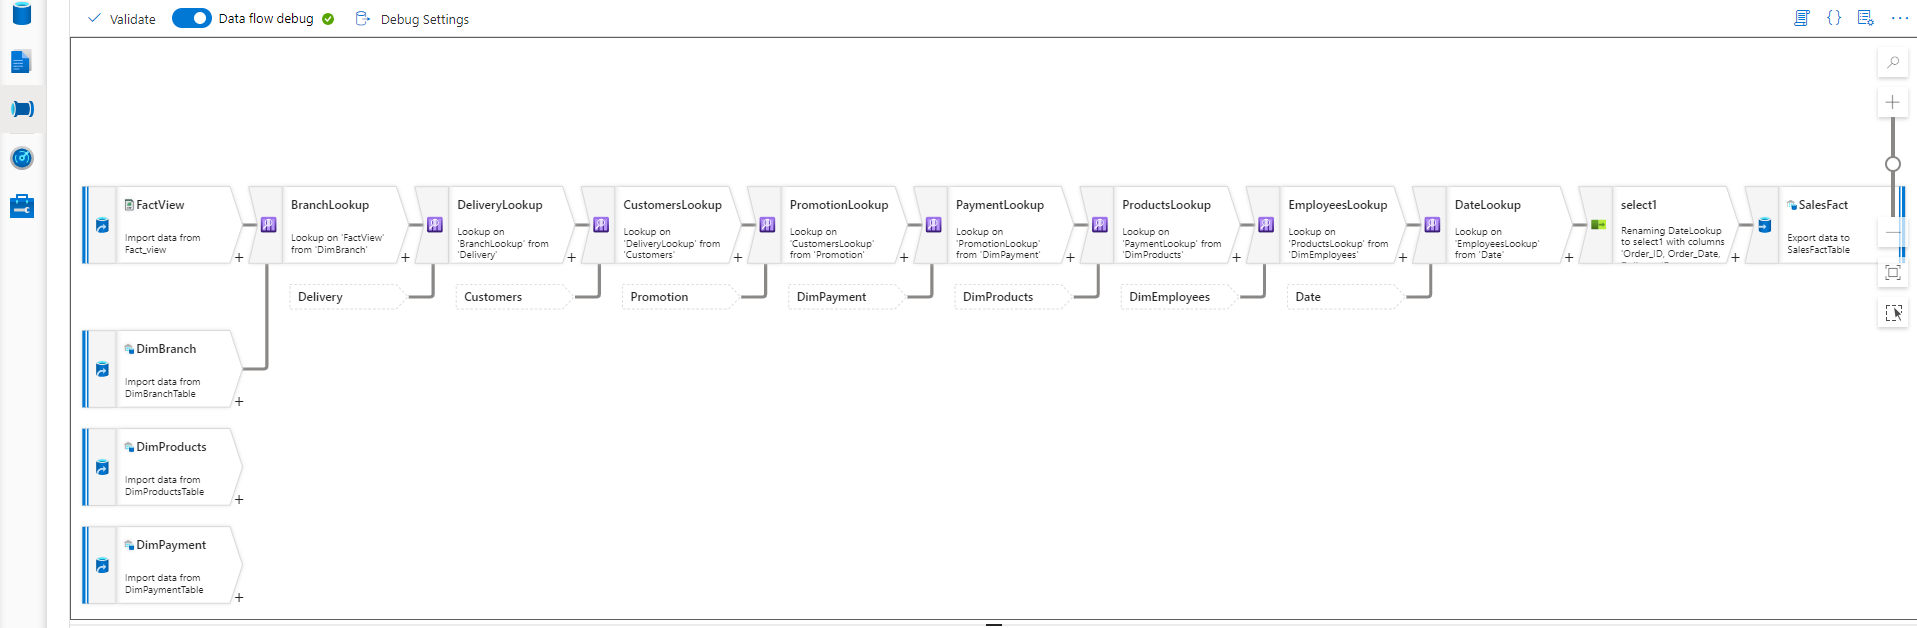 Validate
Data flow debug
Debug Settings
FactView
Import data from
Fact_view
+
BranchLookup
Lookup on 'FactView'
from 'DimBranch'
+
DeliveryLookup
Lookup on
'BranchLookup' from
'Delivery'
+
CustomersLookup
Lookup on
'DeliveryLookup' from
'Customers'
+
PromotionLookup
Lookup on
'CustomersLookup'
from 'Promotion'
+
PaymentLookup
Lookup on
'PromotionLookup'
from 'DimPayment'
+
ProductsLookup
Lookup on
'PaymentLookup' from
'DimProducts'
+
EmployeesLookup
Lookup on
'ProductsLookup' from
'DimEmployees'
+
DateLookup
Lookup on
'EmployeesLookup'
from 'Date'
+
select1
Renaming DateLookup
to select1 with columns
'Order_ID, Order_Date,
+
SalesFact
Export data to
SalesFactTable
Delivery
Customers
Promotion
DimPayment
DimProducts
DimEmployees
Date
DimBranch
Import data from
DimBranchTable
+
DimProducts
Import data from
DimProductsTable
+
DimPayment
Import data from
DimPaymentTable
+